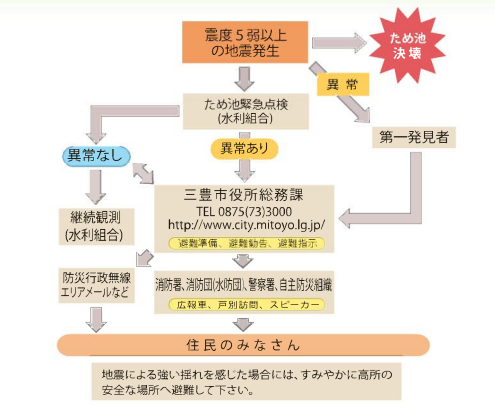 震度５弱以上
の地震発生
ため池
決壊
異 常
ため池緊急点検
(水利組合)
第一発見者
異常なし
異常あり
三豊市役所総務課
TEL 0875(73)3000
http://www.city.mitoyo.lg.jp/
避難準備、避難勧告、避難指示
継続観測
(水利組合)
防災行政無線
エリアメールなど
消防署、消防団(水防団)、警察署、自主防災組織
広報車、戸別訪問、スピーカー
住民のみなさん
地震による強い揺れを感じた場合には、すみやかに高所の
安全な場所へ避難して下さい。